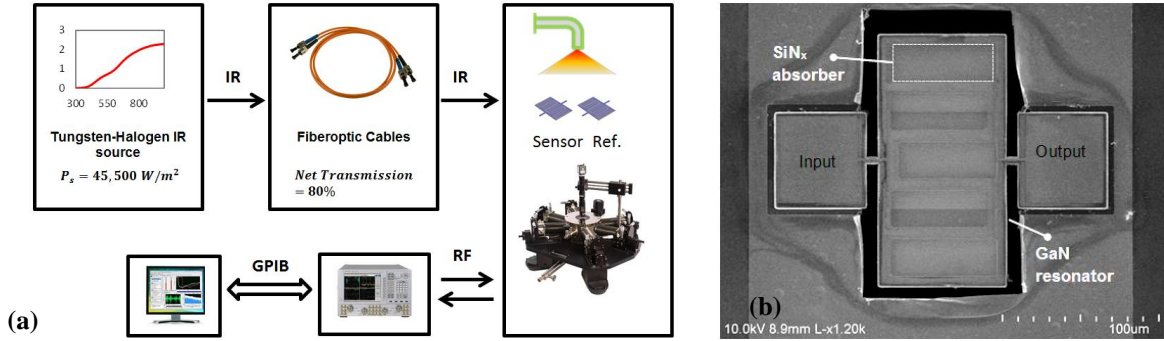 3
2
1
0
300 550 800
Tungsten-Halogen IR
source
P_s = 45,500 W/m²
IR
Fiberoptic Cables
Net Transmission
= 80%
IR
Sensor Ref.
GPIB
RF
(a)
SiNₓ
absorber
Input
Output
GaN
resonator
(b)
10.0kV 8.9mm L-x1.20k
100um